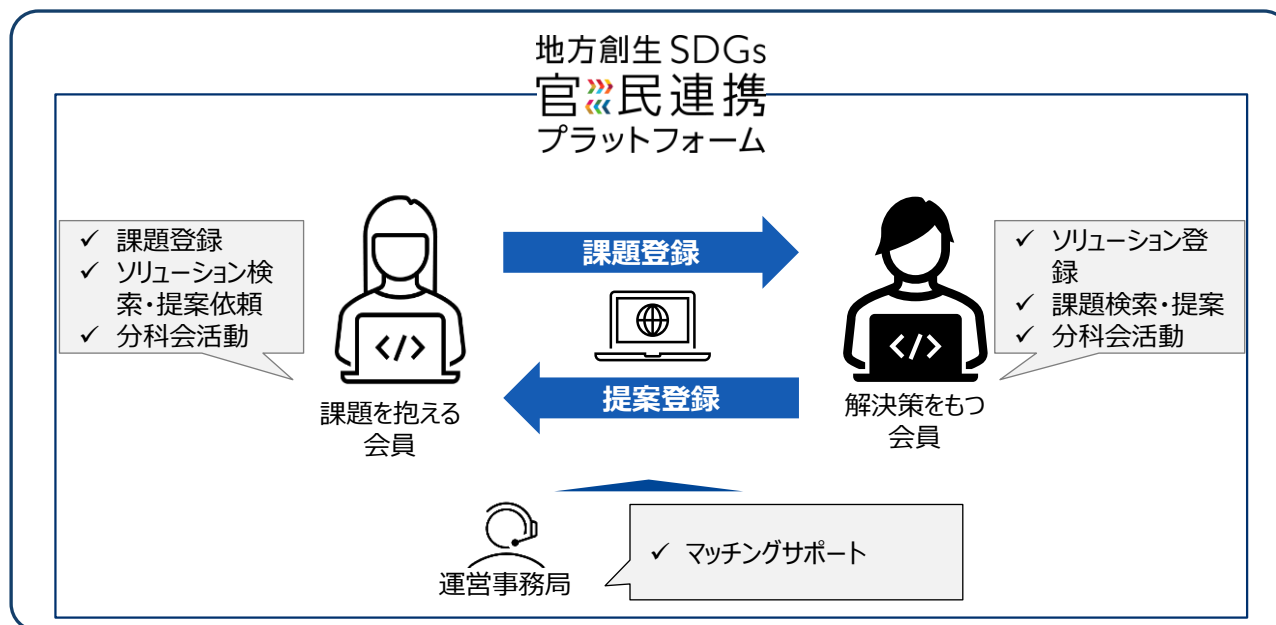 地方創生 SDGs
官民連携
プラットフォーム
✓ 課題登録
✓ ソリューション検
索・提案依頼
✓ 分科会活動
課題登録
</>
提案登録
</>
✓ ソリューション登
録
✓ 課題検索・提案
✓ 分科会活動
課題を抱える
会員
解決策をもつ
会員
運営事務局
✓ マッチングサポート